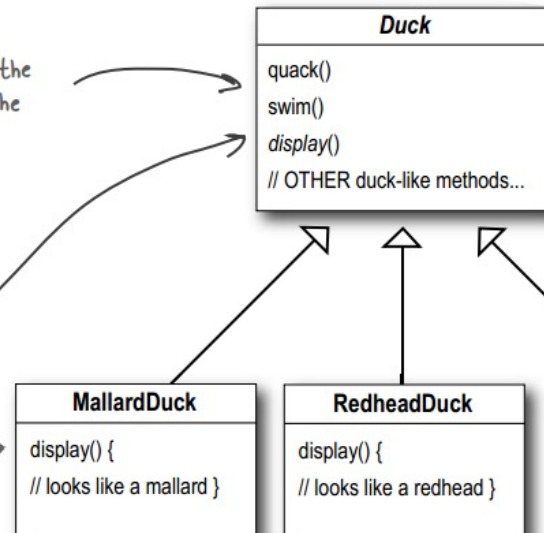 Duck
the
he
quack()
swim()
display()
// OTHER duck-like methods...
MallardDuck
display() {
// looks like a mallard }
RedheadDuck
display() {
// looks like a redhead }